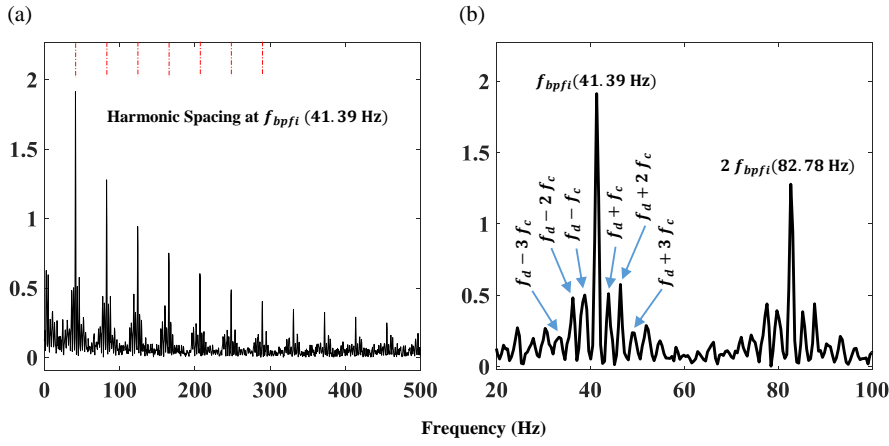 (a)
(b)
2
1.5
1
0.5
0
0
100
200
300
400
500
Harmonic Spacing at f_bpfi (41.39 Hz)
2
1.5
1
0.5
0
20
40
60
80
100
f_bpfi(41.39 Hz)
2 f_bpfi(82.78 Hz)
f_d − 3 f_c
f_d − 2 f_c
f_d − f_c
f_d + f_c
f_d + 2 f_c
f_d + 3 f_c
Frequency (Hz)